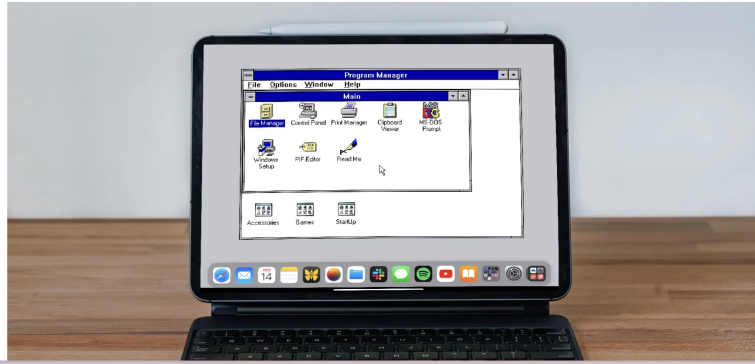 Program Manager
File Options Window Help
Main
File Manager Control Panel Print Manager Clipboard Viewer MS-DOS Prompt
Windows Setup PIF Editor Read Me
Accessories Games StartUp
14